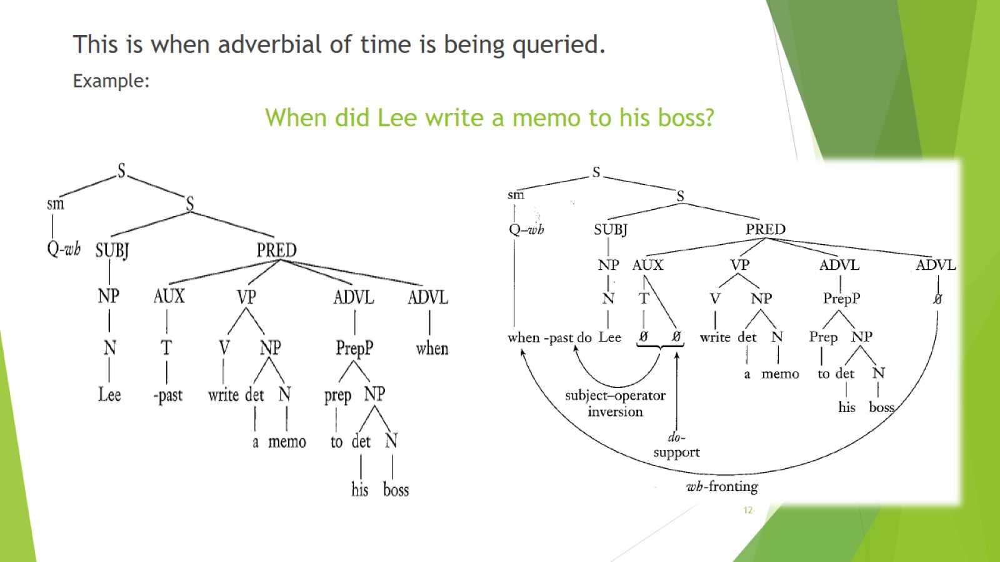 This is when adverbial of time is being queried.
Example:
When did Lee write a memo to his boss?
S
sm S
Q-wh SUBJ PRED
NP AUX VP ADVL ADVL
N T V NP PrepP when
Lee -past write det N prep NP
a memo to det N
his boss
S
sm S
Q–wh SUBJ PRED
NP AUX VP ADVL ADVL
N T V NP PrepP Ø
when -past do Lee Ø Ø write det N Prep NP
a memo to det N
subject–operator
inversion
his boss
do-
support
wh-fronting
12